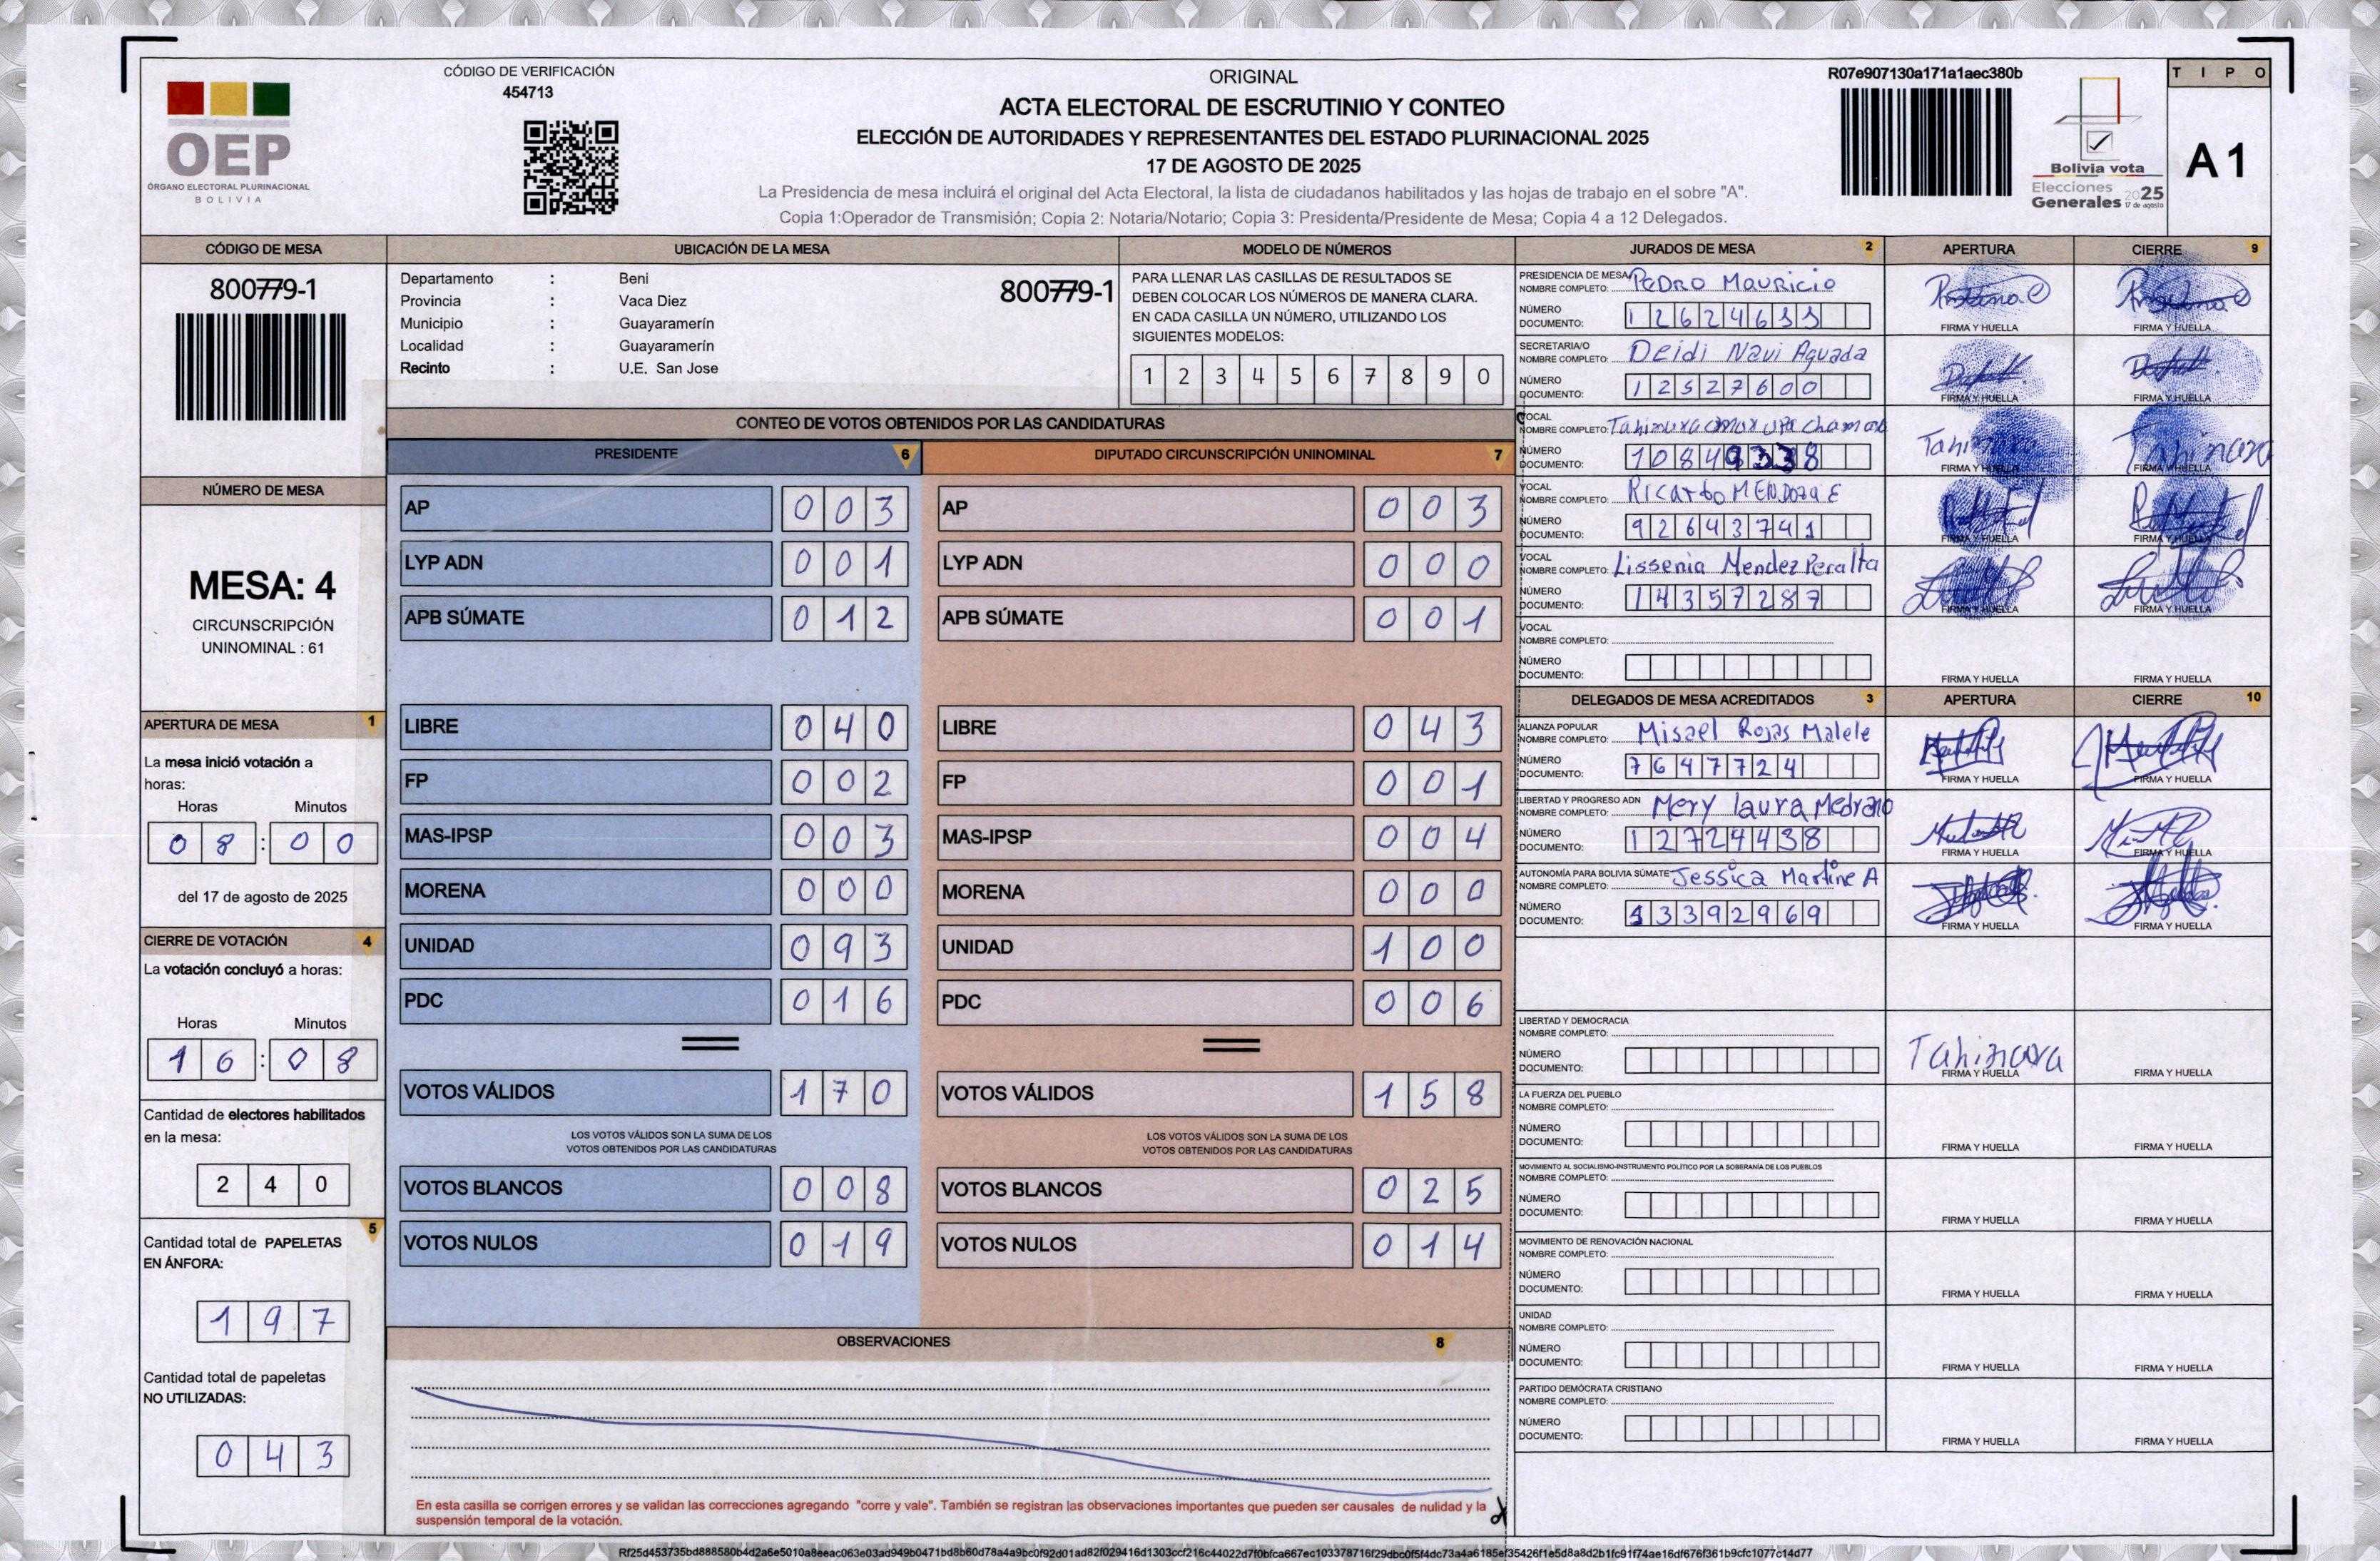 CÓDIGO DE VERIFICACIÓN
454713
OEP
ÓRGANO ELECTORAL PLURINACIONAL
BOLIVIA
ORIGINAL
ACTA ELECTORAL DE ESCRUTINIO Y CONTEO
ELECCIÓN DE AUTORIDADES Y REPRESENTANTES DEL ESTADO PLURINACIONAL 2025
17 DE AGOSTO DE 2025
La Presidencia de mesa incluirá el original del Acta Electoral, la lista de ciudadanos habilitados y las hojas de trabajo en el sobre "A".
Copia 1:Operador de Transmisión; Copia 2: Notaria/Notario; Copia 3: Presidenta/Presidente de Mesa; Copia 4 a 12 Delegados.
R07e907130a171a1aec380b
Bolivia vota
Elecciones
Generales 2025
17 de agosto
TIPO
A1
CÓDIGO DE MESA
800779-1
NÚMERO DE MESA
MESA: 4
CIRCUNSCRIPCIÓN
UNINOMINAL : 61
APERTURA DE MESA 1
La mesa inició votación a
horas:
Horas Minutos
08:00
del 17 de agosto de 2025
CIERRE DE VOTACIÓN 4
La votación concluyó a horas:
Horas Minutos
16:08
Cantidad de electores habilitados
en la mesa:
240
5
Cantidad total de PAPELETAS
EN ÁNFORA:
197
Cantidad total de papeletas
NO UTILIZADAS:
043
UBICACIÓN DE LA MESA
Departamento : Beni
Provincia : Vaca Diez
Municipio : Guayaramerín
Localidad : Guayaramerín
Recinto : U.E. San Jose
800779-1
MODELO DE NÚMEROS
PARA LLENAR LAS CASILLAS DE RESULTADOS SE
DEBEN COLOCAR LOS NÚMEROS DE MANERA CLARA.
EN CADA CASILLA UN NÚMERO, UTILIZANDO LOS
SIGUIENTES MODELOS:
1 2 3 4 5 6 7 8 9 0
CONTEO DE VOTOS OBTENIDOS POR LAS CANDIDATURAS
PRESIDENTE 6
AP 003
LYP ADN 001
APB SÚMATE 012
LIBRE 040
FP 002
MAS-IPSP 003
MORENA 000
UNIDAD 093
PDC 016
VOTOS VÁLIDOS 170
LOS VOTOS VÁLIDOS SON LA SUMA DE LOS
VOTOS OBTENIDOS POR LAS CANDIDATURAS
VOTOS BLANCOS 008
VOTOS NULOS 019
DIPUTADO CIRCUNSCRIPCIÓN UNINOMINAL 7
AP 003
LYP ADN 000
APB SÚMATE 001
LIBRE 043
FP 001
MAS-IPSP 004
MORENA 000
UNIDAD 100
PDC 006
VOTOS VÁLIDOS 158
LOS VOTOS VÁLIDOS SON LA SUMA DE LOS
VOTOS OBTENIDOS POR LAS CANDIDATURAS
VOTOS BLANCOS 025
VOTOS NULOS 014
OBSERVACIONES 8
En esta casilla se corrigen errores y se validan las correcciones agregando "corre y vale". También se registran las observaciones importantes que pueden ser causales de nulidad y la
suspensión temporal de la votación.
JURADOS DE MESA 2 APERTURA CIERRE 9
PRESIDENCIA DE MESA
NOMBRE COMPLETO: Pedro Mauricio
NÚMERO
DOCUMENTO:
FIRMA Y HUELLA FIRMA Y HUELLA
SECRETARIA/O
NOMBRE COMPLETO: Deidi Navi Aguada
NÚMERO
DOCUMENTO: 12527600
FIRMA Y HUELLA FIRMA Y HUELLA
VOCAL
NOMBRE COMPLETO:
NÚMERO
DOCUMENTO: 10849338
FIRMA Y HUELLA FIRMA Y HUELLA
VOCAL
NOMBRE COMPLETO: Ricardo MENDOZA E
NÚMERO
DOCUMENTO: 92643741
FIRMA Y HUELLA FIRMA Y HUELLA
VOCAL
NOMBRE COMPLETO: Lissenia Mendez Peralta
NÚMERO
DOCUMENTO: 14357287
FIRMA Y HUELLA FIRMA Y HUELLA
VOCAL
NOMBRE COMPLETO:
NÚMERO
DOCUMENTO:
FIRMA Y HUELLA FIRMA Y HUELLA
DELEGADOS DE MESA ACREDITADOS 3 APERTURA CIERRE 10
ALIANZA POPULAR
NOMBRE COMPLETO: Misael Rojas Malele
NÚMERO
DOCUMENTO: 7647724
FIRMA Y HUELLA FIRMA Y HUELLA
LIBERTAD Y PROGRESO ADN
NOMBRE COMPLETO: Mery laura Medrano
NÚMERO
DOCUMENTO: 12724438
FIRMA Y HUELLA FIRMA Y HUELLA
AUTONOMÍA PARA BOLIVIA SÚMATE
NOMBRE COMPLETO: Jessica Martine A
NÚMERO
DOCUMENTO: 13392969
FIRMA Y HUELLA FIRMA Y HUELLA
LIBERTAD Y DEMOCRACIA
NOMBRE COMPLETO:
NÚMERO
DOCUMENTO:
FIRMA Y HUELLA FIRMA Y HUELLA
LA FUERZA DEL PUEBLO
NOMBRE COMPLETO:
NÚMERO
DOCUMENTO:
FIRMA Y HUELLA FIRMA Y HUELLA
MOVIMIENTO AL SOCIALISMO-INSTRUMENTO POLÍTICO POR LA SOBERANÍA DE LOS PUEBLOS
NOMBRE COMPLETO:
NÚMERO
DOCUMENTO:
FIRMA Y HUELLA FIRMA Y HUELLA
MOVIMIENTO DE RENOVACIÓN NACIONAL
NOMBRE COMPLETO:
NÚMERO
DOCUMENTO:
FIRMA Y HUELLA FIRMA Y HUELLA
UNIDAD
NOMBRE COMPLETO:
NÚMERO
DOCUMENTO:
FIRMA Y HUELLA FIRMA Y HUELLA
PARTIDO DEMÓCRATA CRISTIANO
NOMBRE COMPLETO:
NÚMERO
DOCUMENTO:
FIRMA Y HUELLA FIRMA Y HUELLA